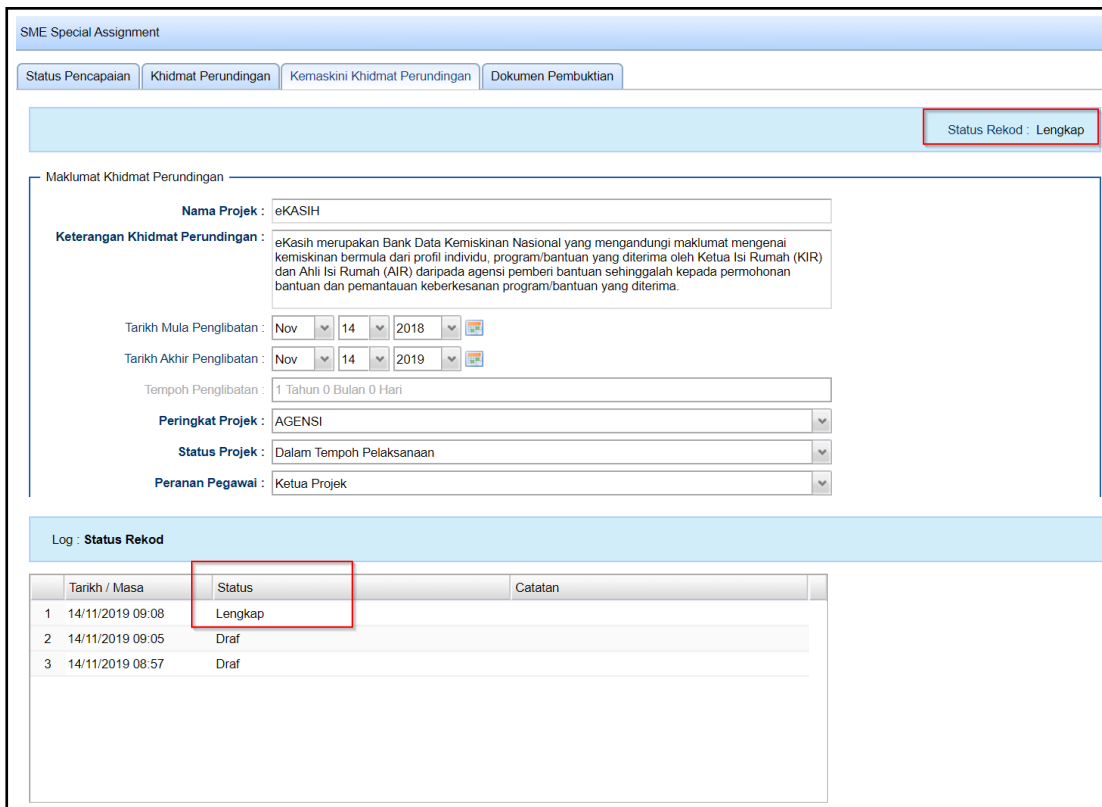 SME Special Assignment
Status Pencapaian Khidmat Perundingan Kemaskini Khidmat Perundingan Dokumen Pembuktian
Status Rekod : Lengkap
Maklumat Khidmat Perundingan
Nama Projek : eKASIH
Keterangan Khidmat Perundingan : eKasih merupakan Bank Data Kemiskinan Nasional yang mengandungi maklumat mengenai
kemiskinan bermula dari profil individu, program/bantuan yang diterima oleh Ketua Isi Rumah (KIR)
dan Ahli Isi Rumah (AIR) daripada agensi pemberi bantuan sehinggalah kepada permohonan
bantuan dan pemantauan keberkesanan program/bantuan yang diterima.
Tarikh Mula Penglibatan : Nov 14 2018
Tarikh Akhir Penglibatan : Nov 14 2019
Tempoh Penglibatan : 1 Tahun 0 Bulan 0 Hari
Peringkat Projek : AGENSI
Status Projek : Dalam Tempoh Pelaksanaan
Peranan Pegawai : Ketua Projek
Log : Status Rekod
Tarikh / Masa Status Catatan
1 14/11/2019 09:08 Lengkap
2 14/11/2019 09:05 Draf
3 14/11/2019 08:57 Draf